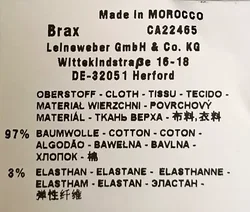 Made in MOROCCO
Brax CA22465
Leineweber GmbH & Co. KG
Wittekindstraße 16-18
DE-32051 Herford
OBERSTOFF - CLOTH - TISSU - TECIDO -
MATERIAŁ WIERZCHNI - POVRCHOVÝ
MATERIÁL - ТКАНЬ ВЕРХА - 布料,衣料
97% BAUMWOLLE - COTTON - COTON -
ALGODÃO - BAWEŁNA - BAVLNA -
ХЛОПОК - 棉
3% ELASTHAN - ELASTANE - ELASTHANNE -
ELASTHAM - ELASTAN - ЭЛАСТАН -
弹性纤维